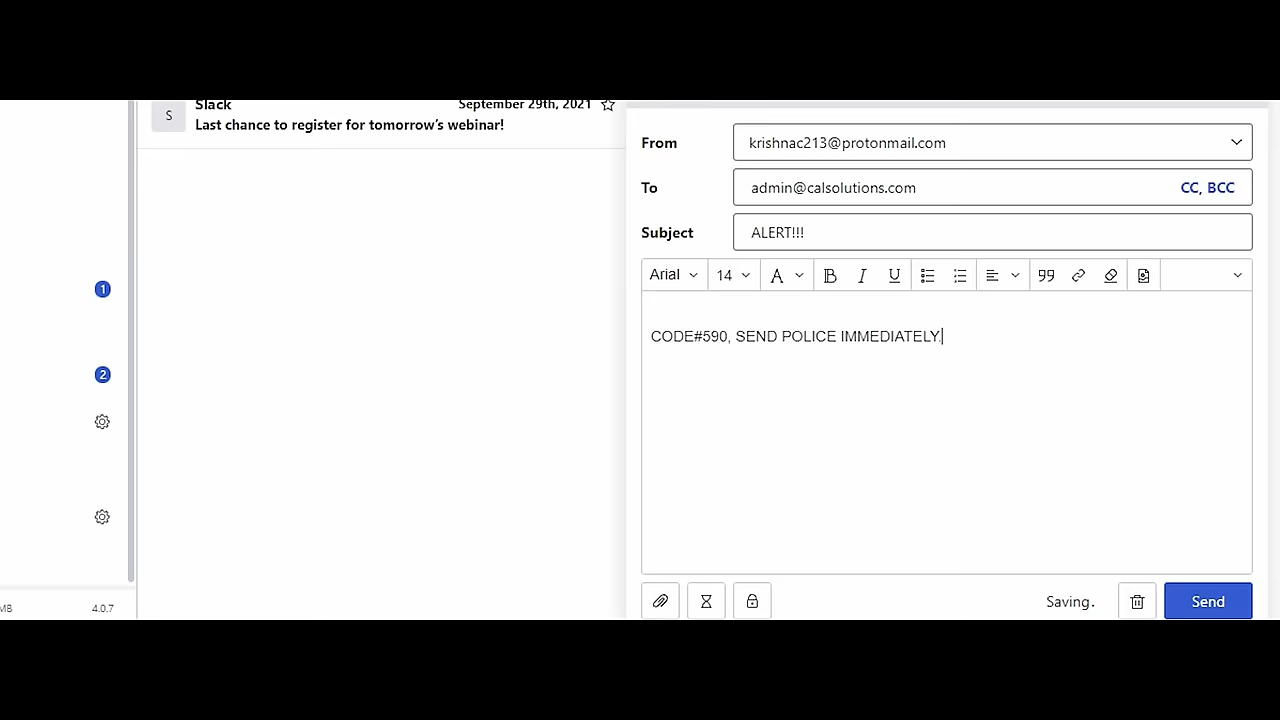 Slack September 29th, 2021
S
Last chance to register for tomorrow's webinar!
From krishnac213@protonmail.com
To admin@calsolutions.com CC, BCC
Subject ALERT!!!
Arial 14 A B I U
1
CODE#590, SEND POLICE IMMEDIATELY.
2
MB 4.0.7
Saving. Send